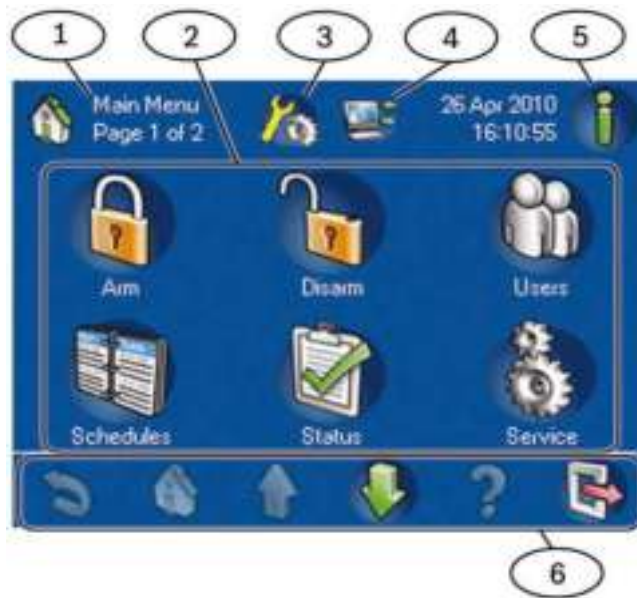 1 2 3 4 5
Main Menu
Page 1 of 2
26 Apr 2010
16:10:55
Arm Disarm Users
Schedules Status Service
6